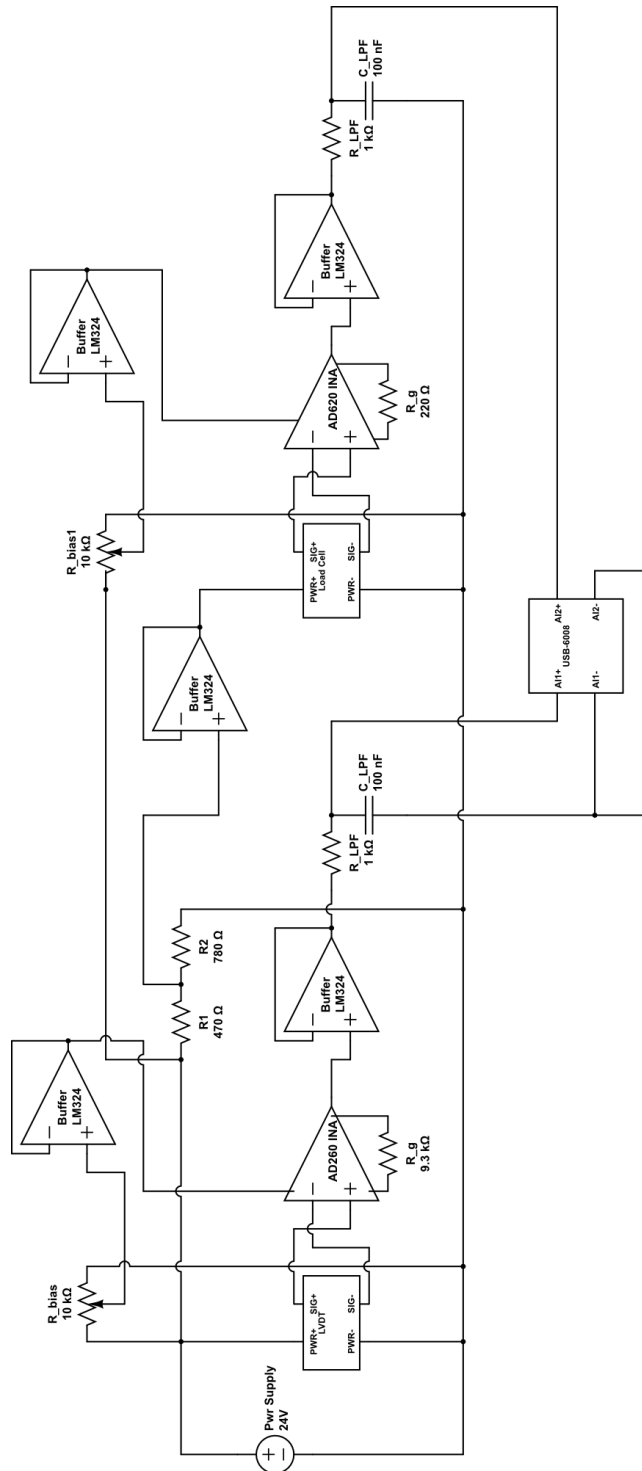 Pwr Supply
24V
R_bias
10 kΩ
PWR+
SIG+
LVDT
PWR-
SIG-
Buffer
LM324
−
+
AD260 INA
−
+
R_g
9.3 kΩ
Buffer
LM324
−
+
R1
470 Ω
R2
780 Ω
R_LPF
1 kΩ
C_LPF
100 nF
Buffer
LM324
−
+
R_bias1
10 kΩ
PWR+
SIG+
Load Cell
PWR-
SIG-
Buffer
LM324
−
+
AD620 INA
−
+
R_g
220 Ω
Buffer
LM324
−
+
R_LPF
1 kΩ
C_LPF
100 nF
AI1+
AI2+
USB-6008
AI1-
AI2-